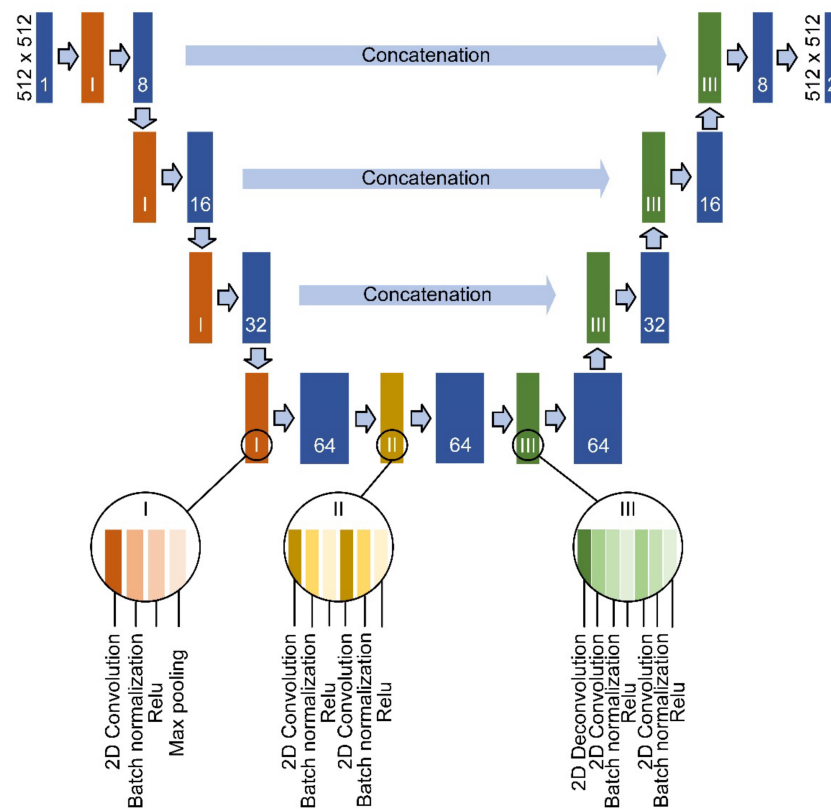 512 x 512
1
I
8
Concatenation
III
8
512 x 512
2
I
16
Concatenation
III
16
I
32
Concatenation
III
32
I
64
II
64
III
64
I
II
III
2D Convolution
Batch normalization
Relu
Max pooling
2D Convolution
Batch normalization
Relu
2D Convolution
Batch normalization
Relu
2D Deconvolution
2D Convolution
Batch normalization
Relu
2D Convolution
Batch normalization
Relu